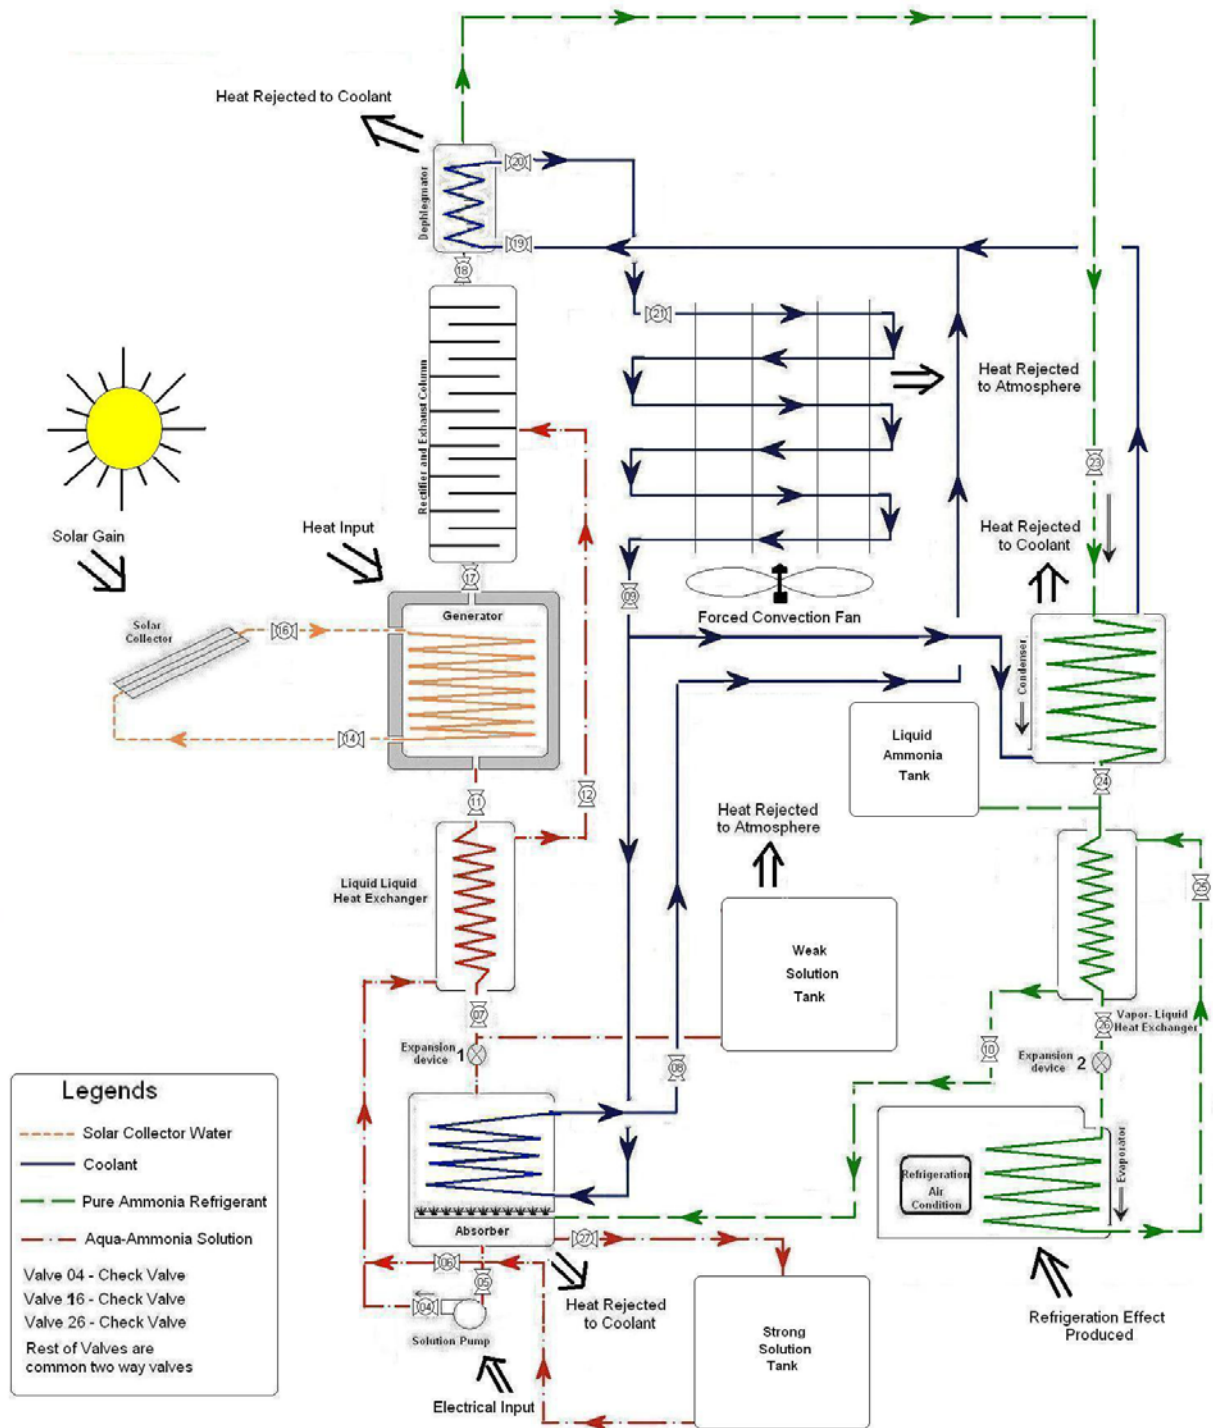 Heat Rejected to Coolant
20
Dephlegmator
19
18
21
Heat Rejected
to Atmosphere
Rectifier and Exhaust Column
23
Heat Input
Heat Rejected
to Coolant
Solar Gain
17
09
Generator
Forced Convection Fan
Solar
Collector
16
Condenser
14
Liquid
Ammonia
Tank
24
11
12
Heat Rejected
to Atmosphere
Liquid Liquid
Heat Exchanger
25
Weak
Solution
Tank
07
Vapor- Liquid
Heat Exchanger
26
Expansion
device
1
10
08
Expansion
device
2
Legends
Solar Collector Water
Coolant
Pure Ammonia Refrigerant
Aqua-Ammonia Solution
Valve 04 - Check Valve
Valve 16 - Check Valve
Valve 26 - Check Valve
Rest of Valves are
common two way valves
Refrigeration
Air
Condition
Evaporator
Absorber
27
06
05
04
Solution Pump
Heat Rejected
to Coolant
Strong
Solution
Tank
Refrigeration Effect
Produced
Electrical Input